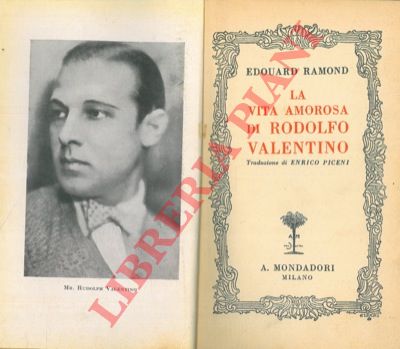 MR. RUDOLPH VALENTINO
EDOUARD RAMOND
LA
VITA AMOROSA
DI RODOLFO
VALENTINO
Traduzione di ENRICO PICENI
A. MONDADORI
MILANO
LIBRERIA PIANI